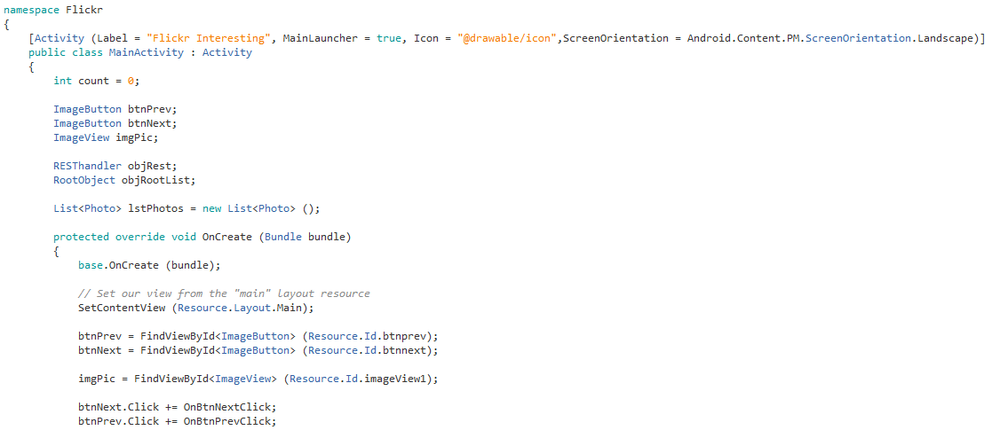 namespace Flickr
{
    [Activity (Label = "Flickr Interesting", MainLauncher = true, Icon = "@drawable/icon",ScreenOrientation = Android.Content.PM.ScreenOrientation.Landscape)]
    public class MainActivity : Activity
    {
        int count = 0;

        ImageButton btnPrev;
        ImageButton btnNext;
        ImageView imgPic;

        RESThandler objRest;
        RootObject objRootList;

        List<Photo> lstPhotos = new List<Photo> ();

        protected override void OnCreate (Bundle bundle)
        {
            base.OnCreate (bundle);

            // Set our view from the "main" layout resource
            SetContentView (Resource.Layout.Main);

            btnPrev = FindViewById<ImageButton> (Resource.Id.btnprev);
            btnNext = FindViewById<ImageButton> (Resource.Id.btnnext);

            imgPic = FindViewById<ImageView> (Resource.Id.imageView1);

            btnNext.Click += OnBtnNextClick;
            btnPrev.Click += OnBtnPrevClick;